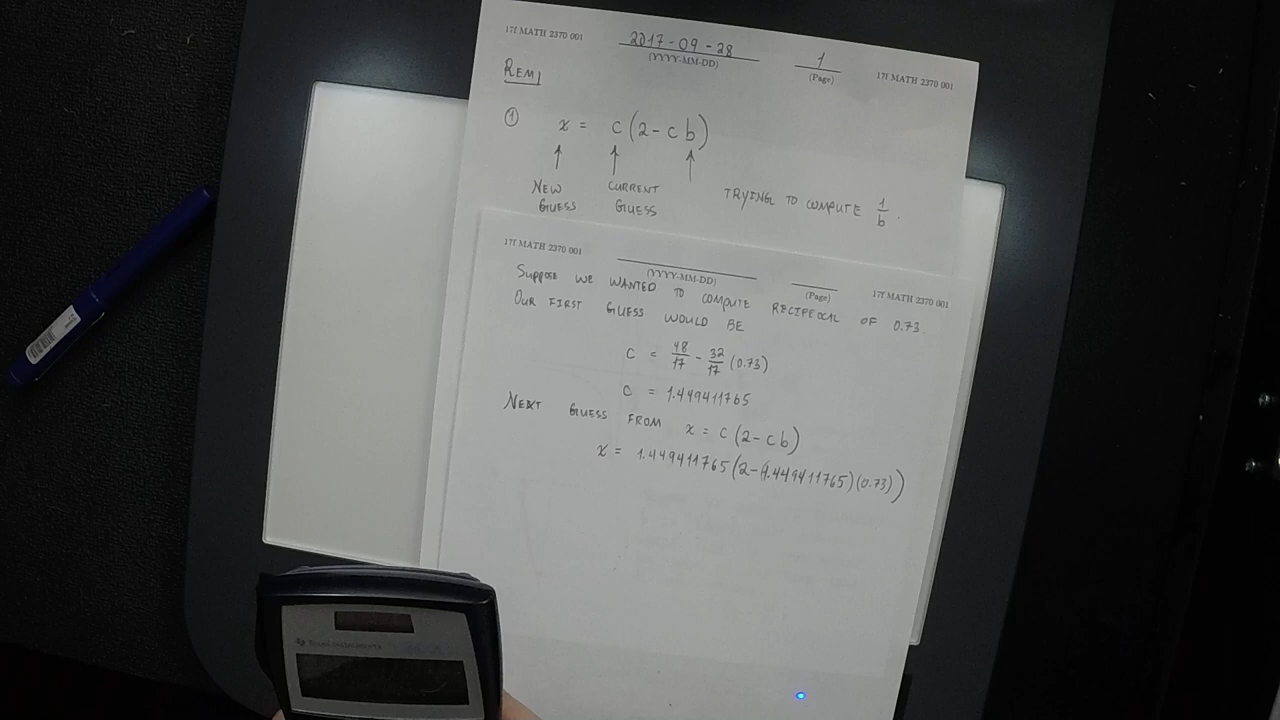 17f MATH 2370 001 2017-09-28 1 17f MATH 2370 001
(YYYY-MM-DD) (Page)
REM)
① x = c(2-cb)
↑ ↑ ↑
NEW CURRENT TRYING TO COMPUTE 1/b.
GUESS GUESS
17f MATH 2370 001 (YYYY-MM-DD) (Page) 17f MATH 2370 001
SUPPOSE WE WANTED TO COMPUTE RECIPROCAL OF 0.73.
OUR FIRST GUESS WOULD BE
c = 48/17 - 32/17 (0.73)
c = 1.449411765
NEXT GUESS FROM x = c(2-cb)
x = 1.449411765(2-(1.449411765)(0.73))
TEXAS INSTRUMENTS